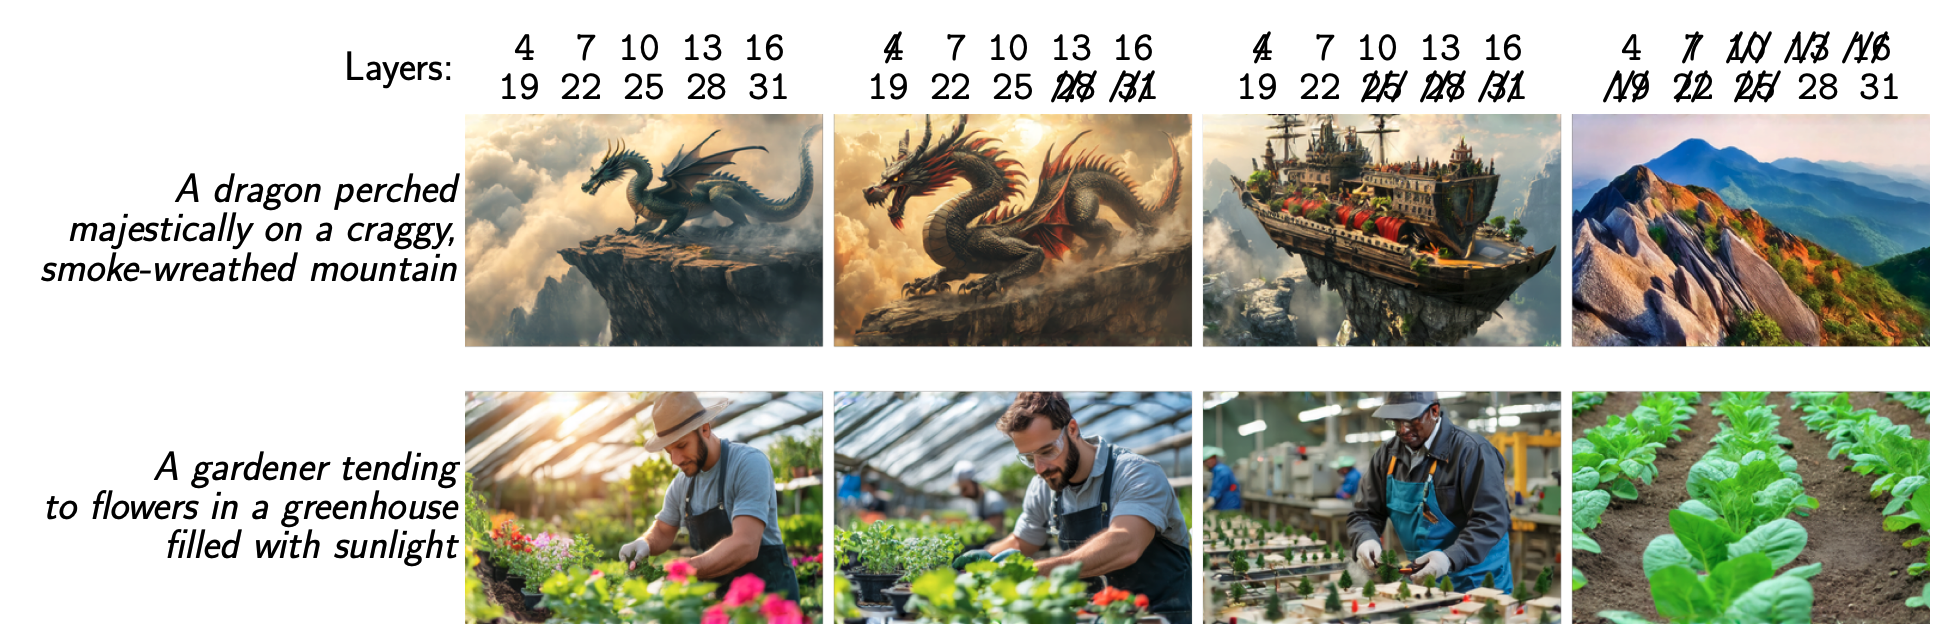 Layers:
4 7 10 13 16
19 22 25 28 31
4 7 10 13 16
19 22 25 28 31
4 7 10 13 16
19 22 25 28 31
4 7 10 13 16
19 22 25 28 31
A dragon perched
majestically on a craggy,
smoke-wreathed mountain
A gardener tending
to flowers in a greenhouse
filled with sunlight